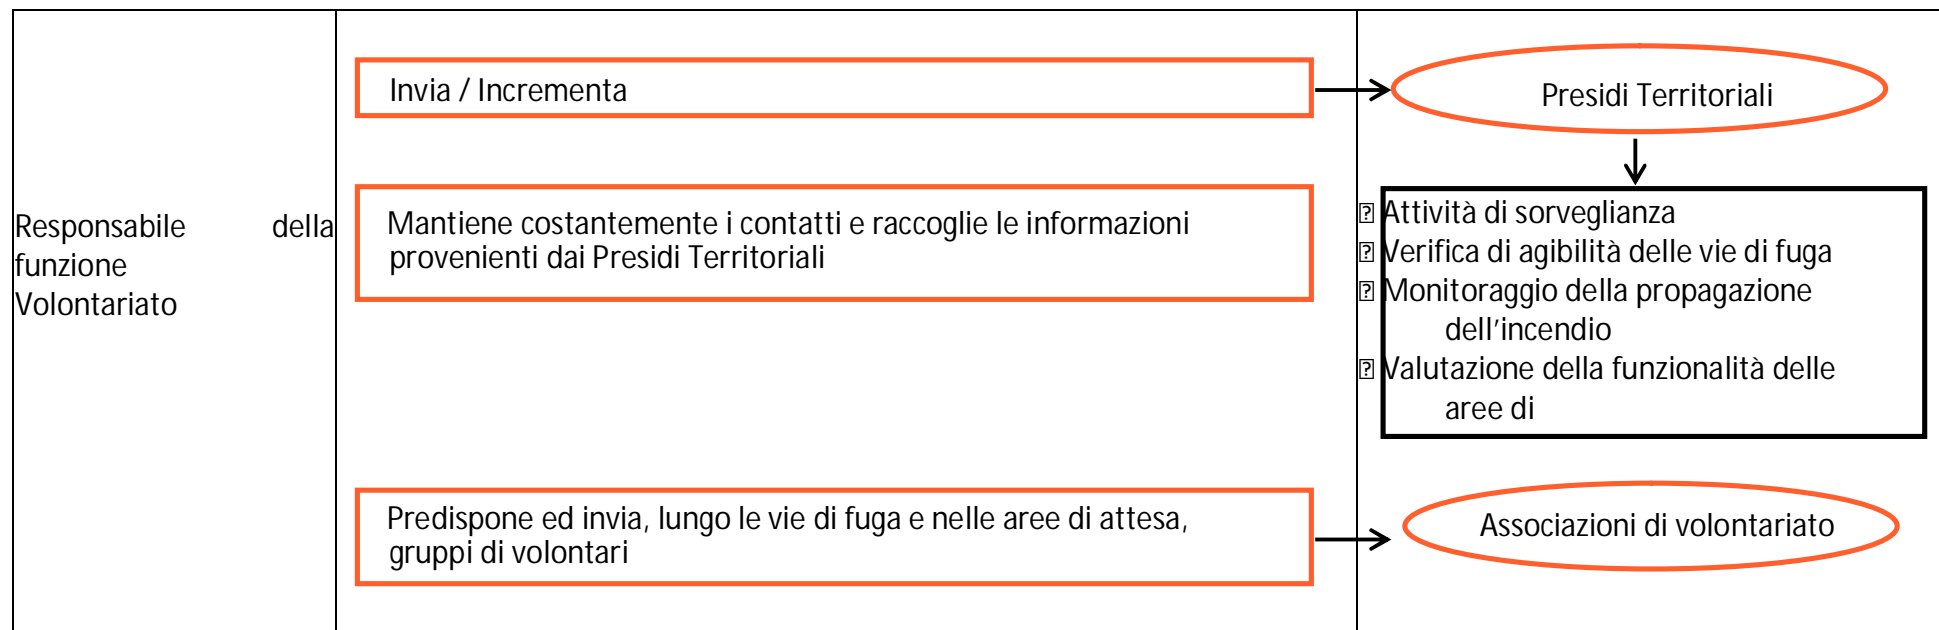 Responsabile della
funzione
Volontariato
Invia / Incrementa
Presidi Territoriali
Mantiene costantemente i contatti e raccoglie le informazioni
provenienti dai Presidi Territoriali
Attività di sorveglianza
Verifica di agibilità delle vie di fuga
Monitoraggio della propagazione
dell’incendio
Valutazione della funzionalità delle
aree di
Predispone ed invia, lungo le vie di fuga e nelle aree di attesa,
gruppi di volontari
Associazioni di volontariato